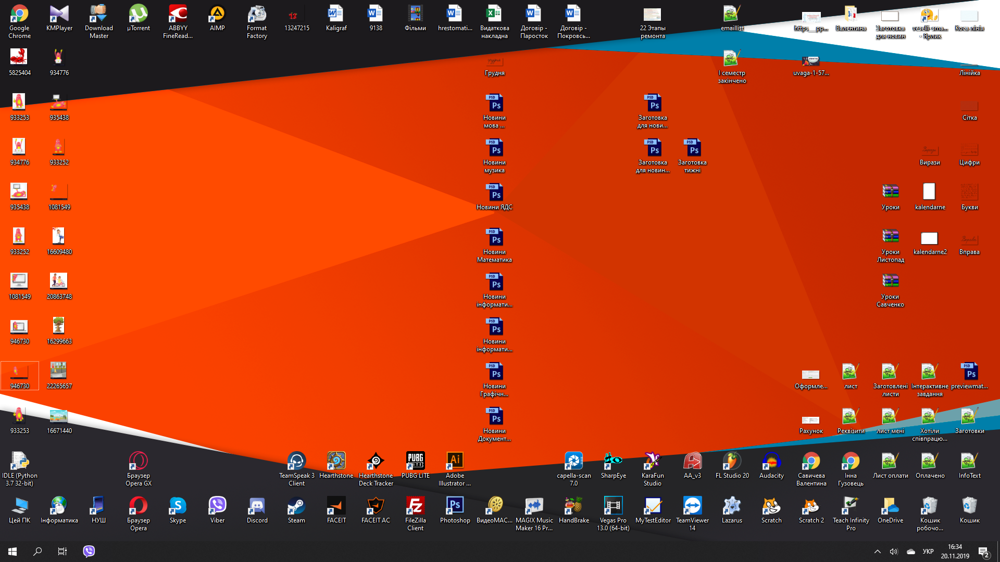 Google
Chrome
KMPlayer
Download
Master
µTorrent
ABBYY
FineRead...
AIMP
Format
Factory
13247215
Kaligraf
9138
Фільми
hrestomati...
Видаткова
накладна
Договір -
Паросток
Договір -
Покровсь...
22 Этапы
ремонта
emaillist
https__pp...
Валентина
Заготовка
для новин
veselii-sma...
- Ярлик
Коса лінія
5825404
934776
Грудня
І семестр
закінчено
uvaga-1-57...
Лінійка
933253
935438
Новини
мова ...
Заготовка
для нови...
Сітка
934776
933252
Новини
музика
Заготовка
для новин...
Заготовка
тижні
Вирази
Цифри
935438
1081549
Новини ЯДС
Уроки
kalendarne
Букви
933252
16609480
Новини
Математика
Уроки
Листопад
kalendarne2
Вправа
1081549
20863748
Новини
інформати...
Уроки
Савченко
946730
16299663
Новини
інформати...
946730
22265657
Новини
Графічн...
Оформле...
лист
Заготовлені
листи
Інтерактивне
завдання
previewmat...
933253
16671440
Новини
Документ...
Рахунок
Реквізити
лист мені
Хотіли
співпрацю...
Заготовки
IDLE (Python
3.7 32-bit)
Браузер
Opera GX
TeamSpeak 3
Client
Hearthstone
Hearthstone
Deck Tracker
PUBG LITE
Adobe
Illustrator ...
capella-scan
7.0
SharpEye
KaraFun
Studio
AA_v3
FL Studio 20
Audacity
Савичева
Валентина
Інна
Гузовець
Лист оплати
Оплачено
InfoText
Цей ПК
Інформатика
НУШ
Браузер
Opera
Skype
Viber
Discord
Steam
FACEIT
FACEIT AC
FileZilla
Client
Photoshop
ВидеоМАС...
MAGIX Music
Maker 16 Pr...
HandBrake
Vegas Pro
13.0 (64-bit)
MyTestEditor
TeamViewer
14
Lazarus
Scratch
Scratch 2
Teach Infinity
Pro
OneDrive
Кошик
робочо...
Кошик
УКР
16:34
20.11.2019
2